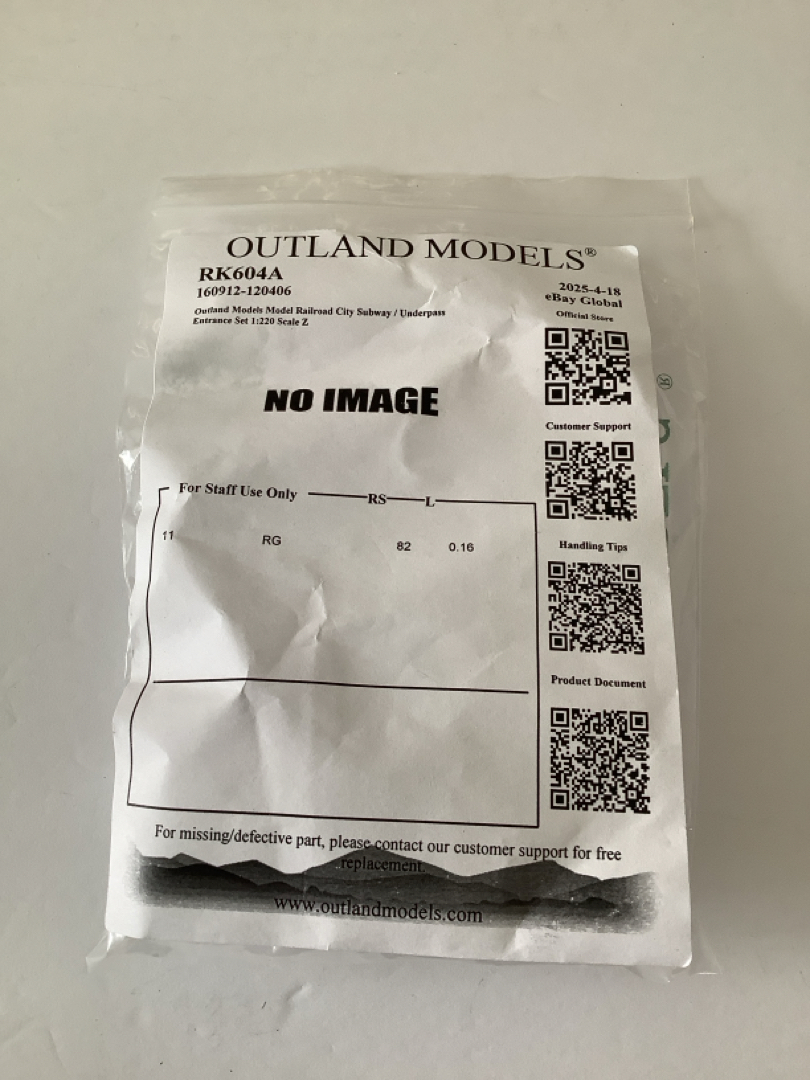 OUTLAND MODELS®
RK604A
160912-120406
Outland Models Model Railroad City Subway / Underpass
Entrance Set 1:220 Scale Z
2025-4-18
eBay Global
Official Store
NO IMAGE
Customer Support
For Staff Use Only RS L
11 RG 82 0.16
Handling Tips
Product Document
For missing/defective part, please contact our customer support for free
replacement.
www.outlandmodels.com
®